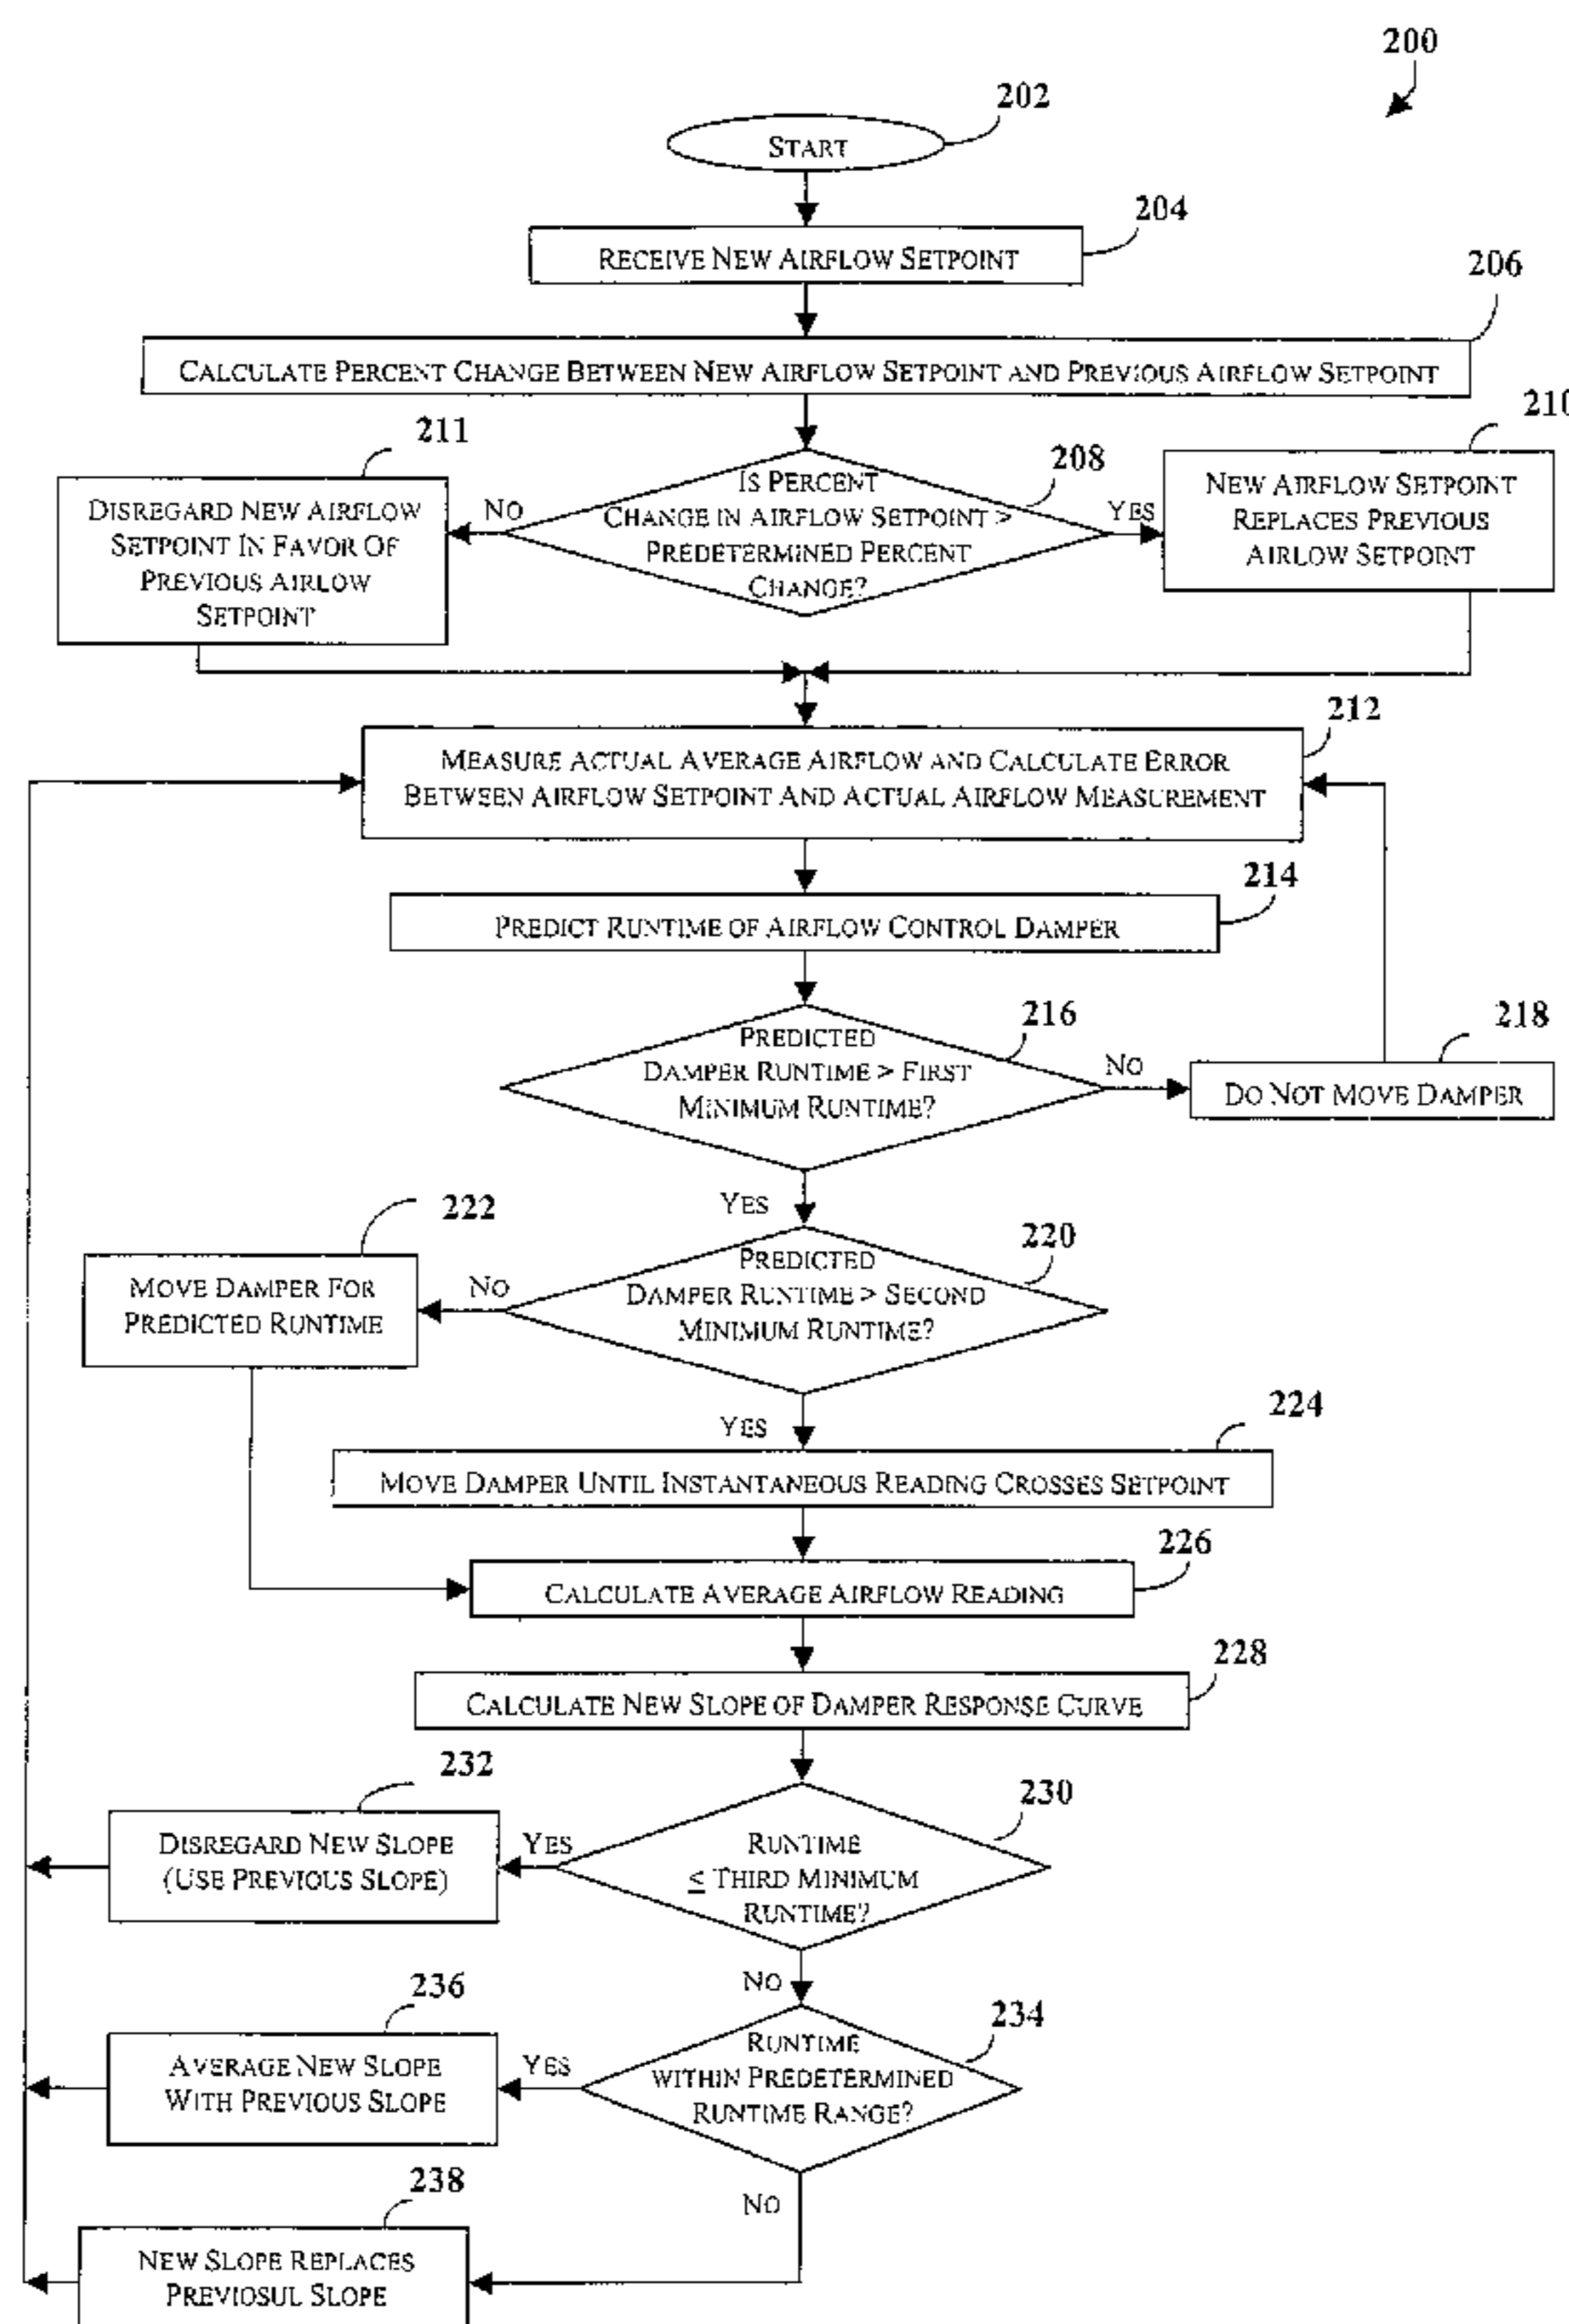 200
202
START
204
RECEIVE NEW AIRFLOW SETPOINT
206
CALCULATE PERCENT CHANGE BETWEEN NEW AIRFLOW SETPOINT AND PREVIOUS AIRFLOW SETPOINT
211
DISREGARD NEW AIRFLOW
SETPOINT IN FAVOR OF
PREVIOUS AIRLOW
SETPOINT
NO
208
IS PERCENT
CHANGE IN AIRFLOW SETPOINT >
PREDETERMINED PERCENT
CHANGE?
YES
210
NEW AIRFLOW SETPOINT
REPLACES PREVIOUS
AIRLOW SETPOINT
212
MEASURE ACTUAL AVERAGE AIRFLOW AND CALCULATE ERROR
BETWEEN AIRFLOW SETPOINT AND ACTUAL AIRFLOW MEASUREMENT
214
PREDICT RUNTIME OF AIRFLOW CONTROL DAMPER
216
PREDICTED
DAMPER RUNTIME > FIRST
MINIMUM RUNTIME?
NO
218
DO NOT MOVE DAMPER
YES
222
MOVE DAMPER FOR
PREDICTED RUNTIME
NO
220
PREDICTED
DAMPER RUNTIME > SECOND
MINIMUM RUNTIME?
YES
224
MOVE DAMPER UNTIL INSTANTANEOUS READING CROSSES SETPOINT
226
CALCULATE AVERAGE AIRFLOW READING
228
CALCULATE NEW SLOPE OF DAMPER RESPONSE CURVE
232
DISREGARD NEW SLOPE
(USE PREVIOUS SLOPE)
YES
230
RUNTIME
≤ THIRD MINIMUM
RUNTIME?
NO
236
AVERAGE NEW SLOPE
WITH PREVIOUS SLOPE
YES
234
RUNTIME
WITHIN PREDETERMINED
RUNTIME RANGE?
NO
238
NEW SLOPE REPLACES
PREVIOSUL SLOPE